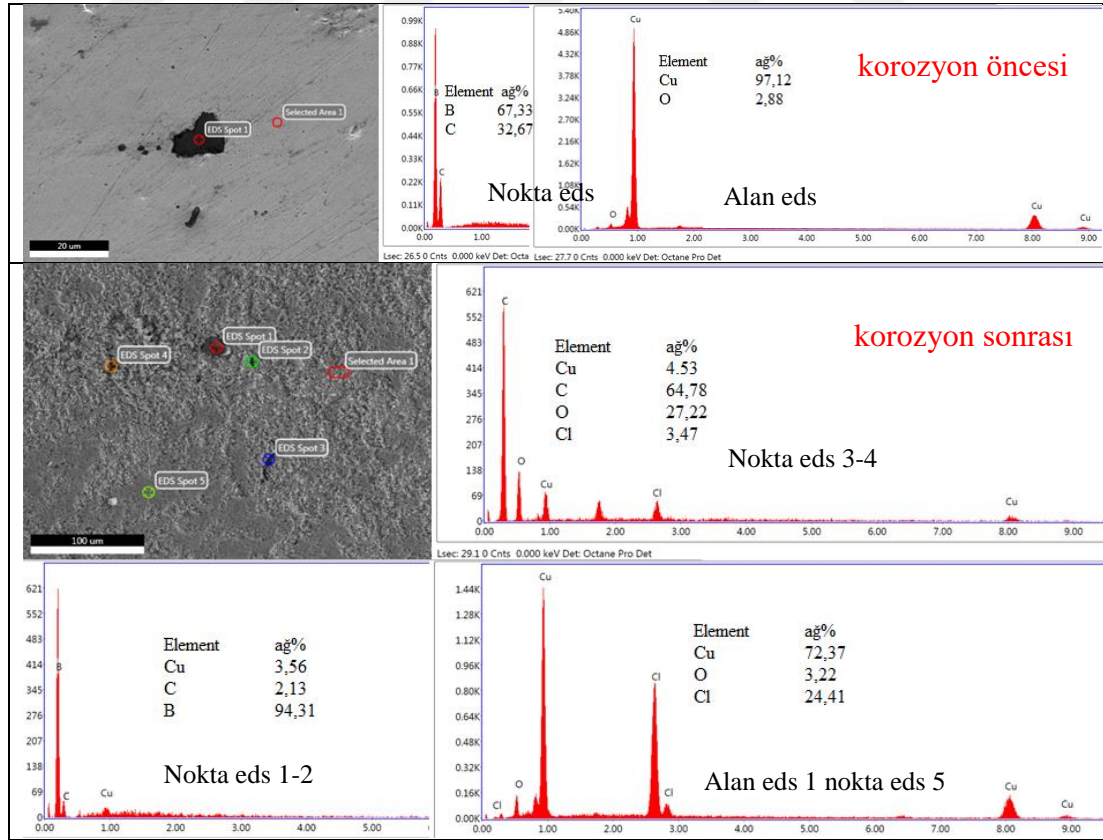 korozyon öncesi
EDS Spot 1
Selected Area 1
20 um
0.99K
0.88K
0.77K
0.66K
0.55K
0.44K
0.33K
0.22K
0.11K
0.00K
0.00 1.00
B
C
Element ağ%
B 67,33
C 32,67
Nokta eds
Lsec: 26.5 0 Cnts 0.000 keV Det: Octa
5.40K
4.86K
4.32K
3.78K
3.24K
2.70K
2.16K
1.62K
1.08K
0.54K
0.00K
0.00 1.00 2.00 3.00 4.00 5.00 6.00 7.00 8.00 9.00
O
Cu
Cu
Cu
Element ağ%
Cu 97,12
O 2,88
Alan eds
Lsec: 27.7 0 Cnts 0.000 keV Det: Octane Pro Det
korozyon sonrası
EDS Spot 1
EDS Spot 4
EDS Spot 2
Selected Area 1
EDS Spot 3
EDS Spot 5
100 um
621
552
483
414
345
276
207
138
69
0
0.00 1.00 2.00 3.00 4.00 5.00 6.00 7.00 8.00 9.00
C
O
Cu
Cl
Cu
Element ağ%
Cu 4.53
C 64,78
O 27,22
Cl 3,47
Nokta eds 3-4
Lsec: 29.1 0 Cnts 0.000 keV Det: Octane Pro Det
621
552
483
414
345
276
207
138
69
0
0.00 1.00 2.00 3.00 4.00 5.00
B
C
Cu
Element ağ%
Cu 3,56
C 2,13
B 94,31
Nokta eds 1-2
1.44K
1.28K
1.12K
0.96K
0.80K
0.64K
0.48K
0.32K
0.16K
0.00K
0.00 1.00 2.00 3.00 4.00 5.00 6.00 7.00 8.00 9.00
Cl
O
Cu
Cl
Cl
Cu
Cu
Element ağ%
Cu 72,37
O 3,22
Cl 24,41
Alan eds 1 nokta eds 5